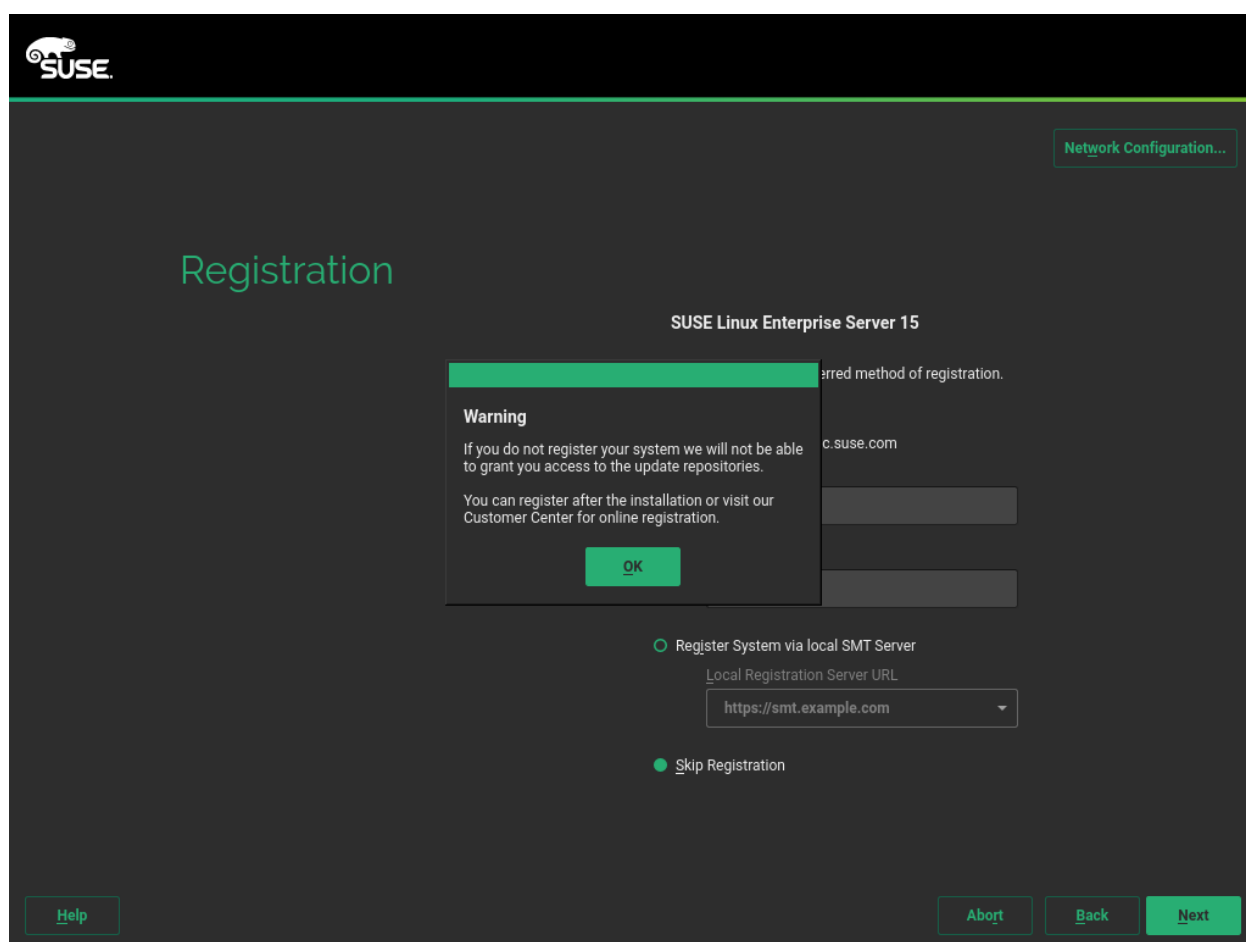 SUSE.
Network Configuration...
Registration
SUSE Linux Enterprise Server 15
method of registration.
Warning
If you do not register your system we will not be able
to grant you access to the update repositories.
You can register after the installation or visit our
Customer Center for online registration.
OK
c.suse.com
Register System via local SMT Server
Local Registration Server URL
https://smt.example.com
Skip Registration
Help
Abort
Back
Next